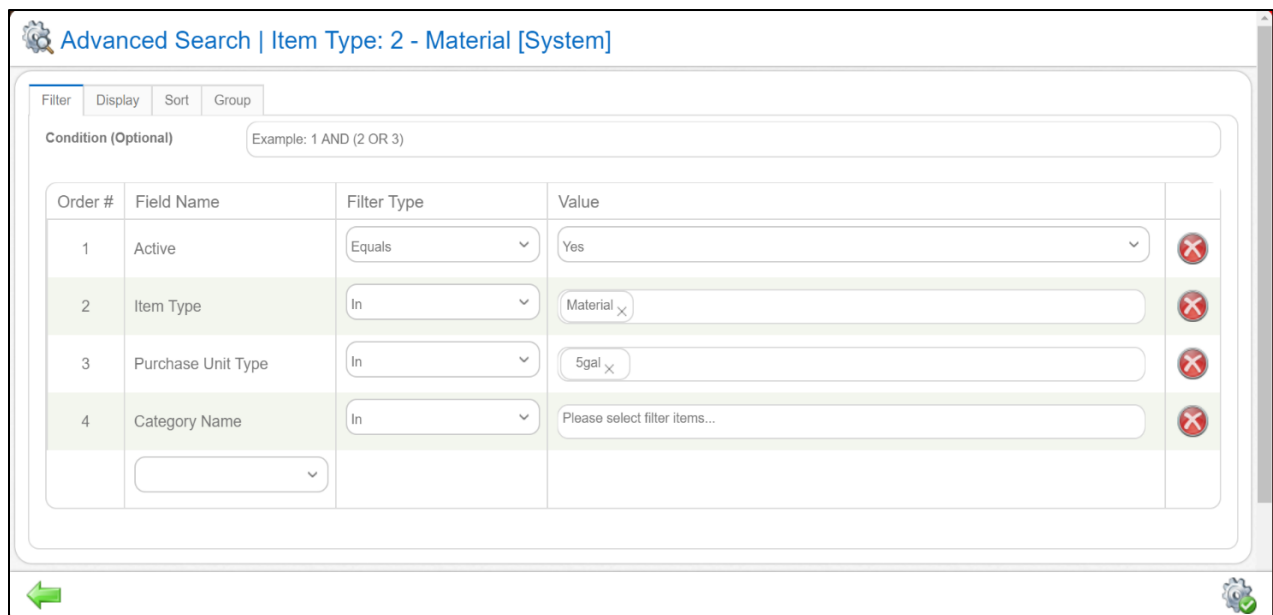 Advanced Search | Item Type: 2 - Material [System]
Filter Display Sort Group
Condition (Optional) Example: 1 AND (2 OR 3)
Order # Field Name Filter Type Value
1 Active Equals Yes
2 Item Type In Material
3 Purchase Unit Type In 5gal
4 Category Name In Please select filter items...